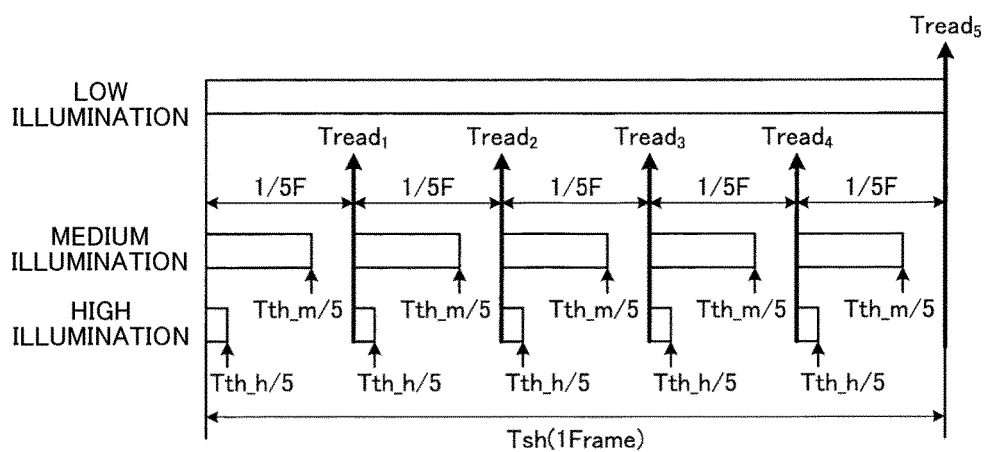 Tread₅
LOW
ILLUMINATION
Tread₁ Tread₂ Tread₃ Tread₄
1/5F 1/5F 1/5F 1/5F 1/5F
MEDIUM
ILLUMINATION
Tth_m/5 Tth_m/5 Tth_m/5 Tth_m/5 Tth_m/5
HIGH
ILLUMINATION
Tth_h/5 Tth_h/5 Tth_h/5 Tth_h/5 Tth_h/5
Tsh(1Frame)